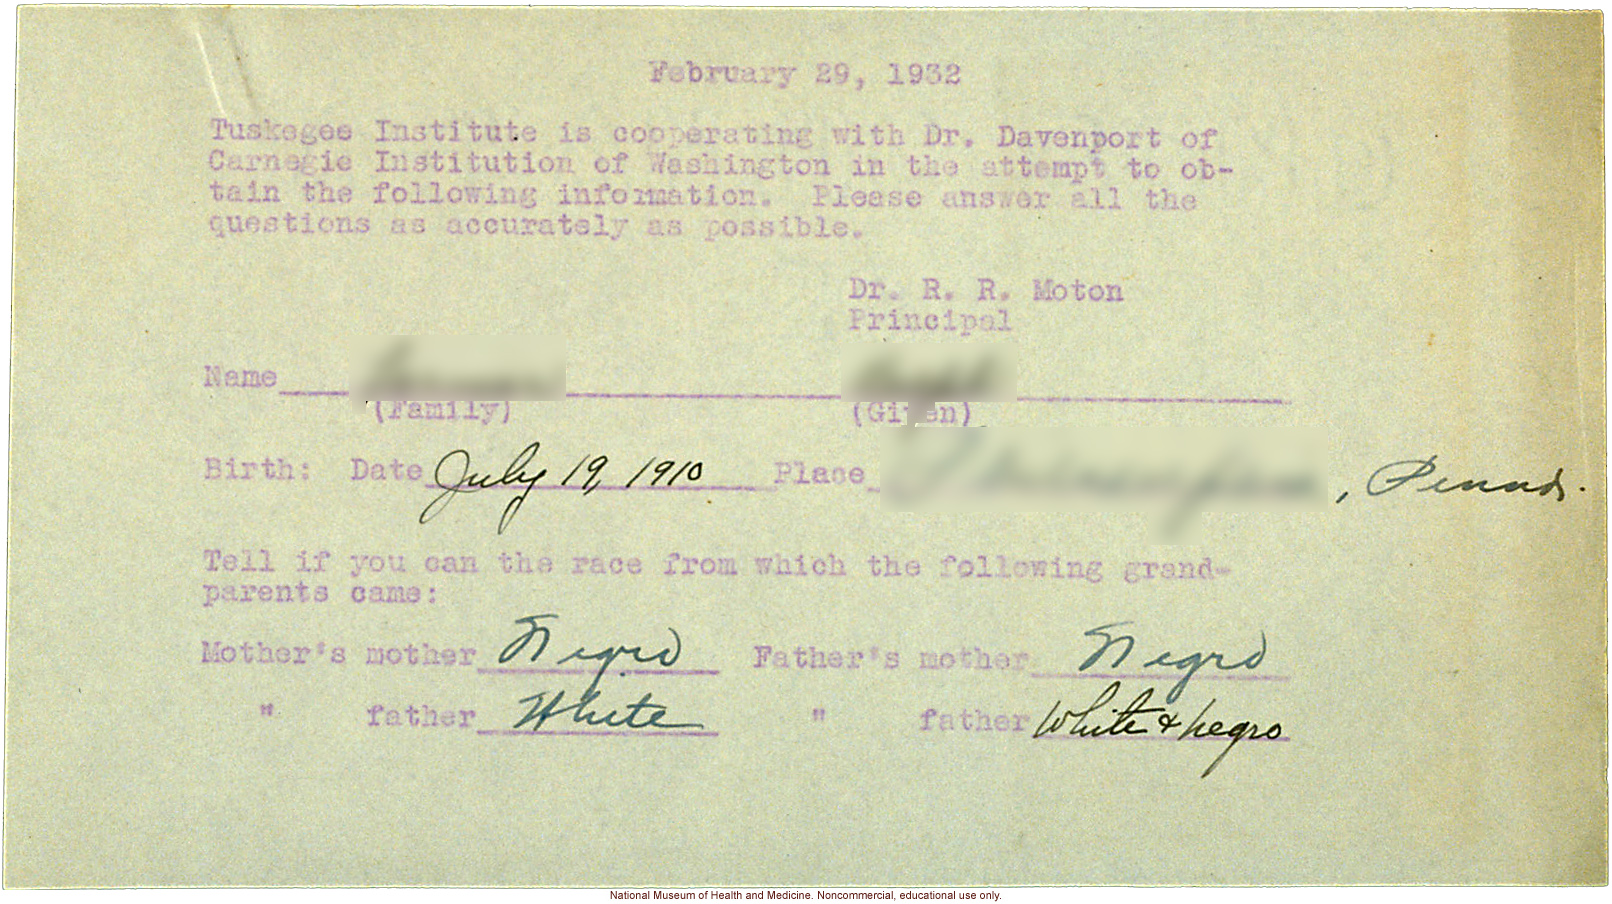 February 29, 1932
Tuskegee Institute is cooperating with Dr. Davenport of
Carnegie Institution of Washington in the attempt to ob-
tain the following information. Please answer all the
questions as accurately as possible.
Dr. R. R. Moton
Principal
Name
(Family) (Given)
Birth: Date July 19, 1910 Place , Penna.
Tell if you can the race from which the following grand-
parents came:
Mother's mother Negro Father's mother Negro
" father White " father White & negro
National Museum of Health and Medicine. Noncommercial, educational use only.